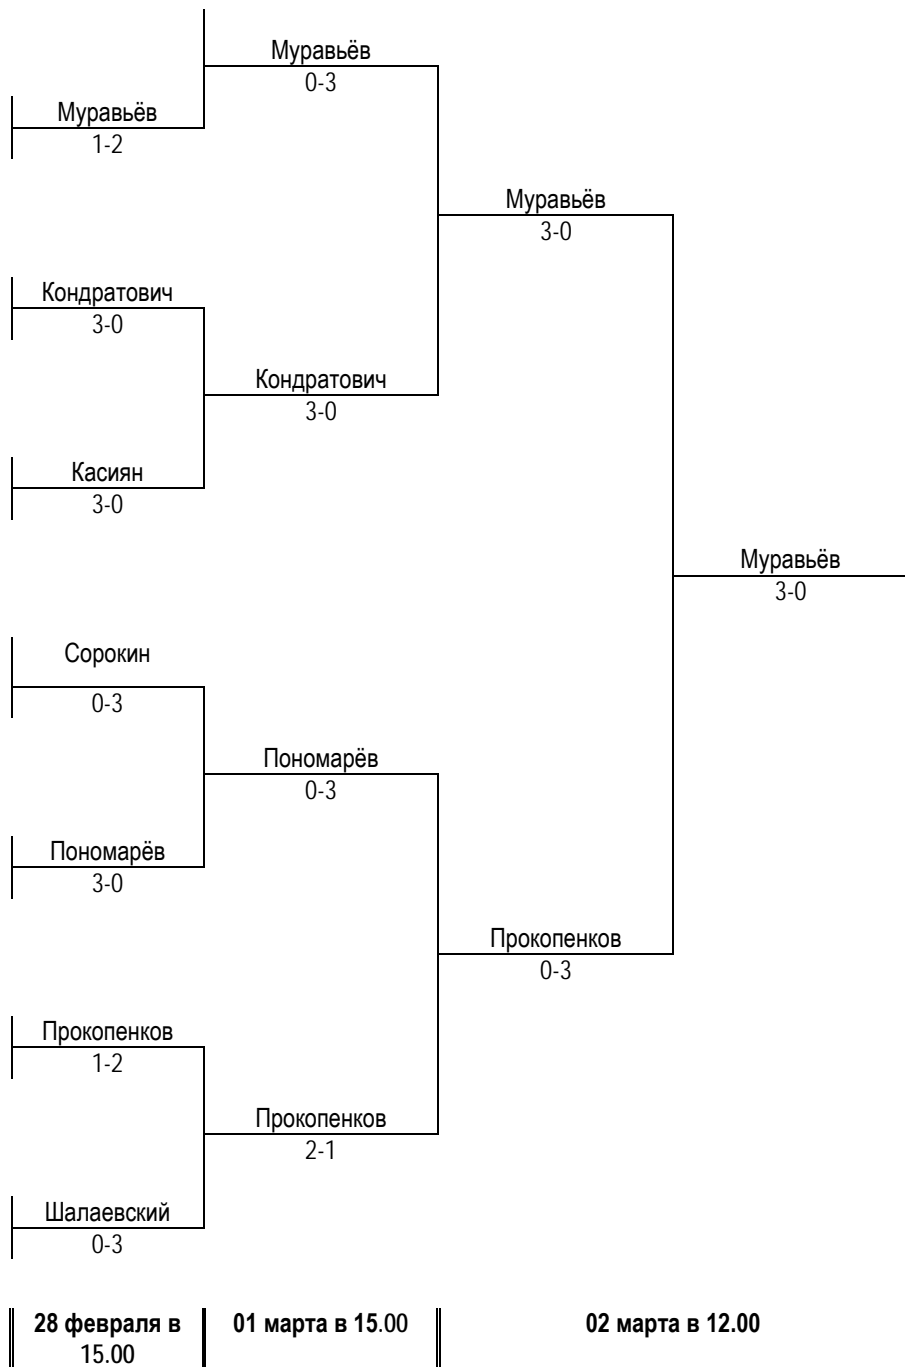 Муравьёв
0-3
Муравьёв
1-2
Муравьёв
3-0
Кондратович
3-0
Кондратович
3-0
Касиян
3-0
Муравьёв
3-0
Сорокин
0-3
Пономарёв
0-3
Пономарёв
3-0
Прокопенков
0-3
Прокопенков
1-2
Прокопенков
2-1
Шалаевский
0-3
28 февраля в
15.00
01 марта в 15.00
02 марта в 12.00